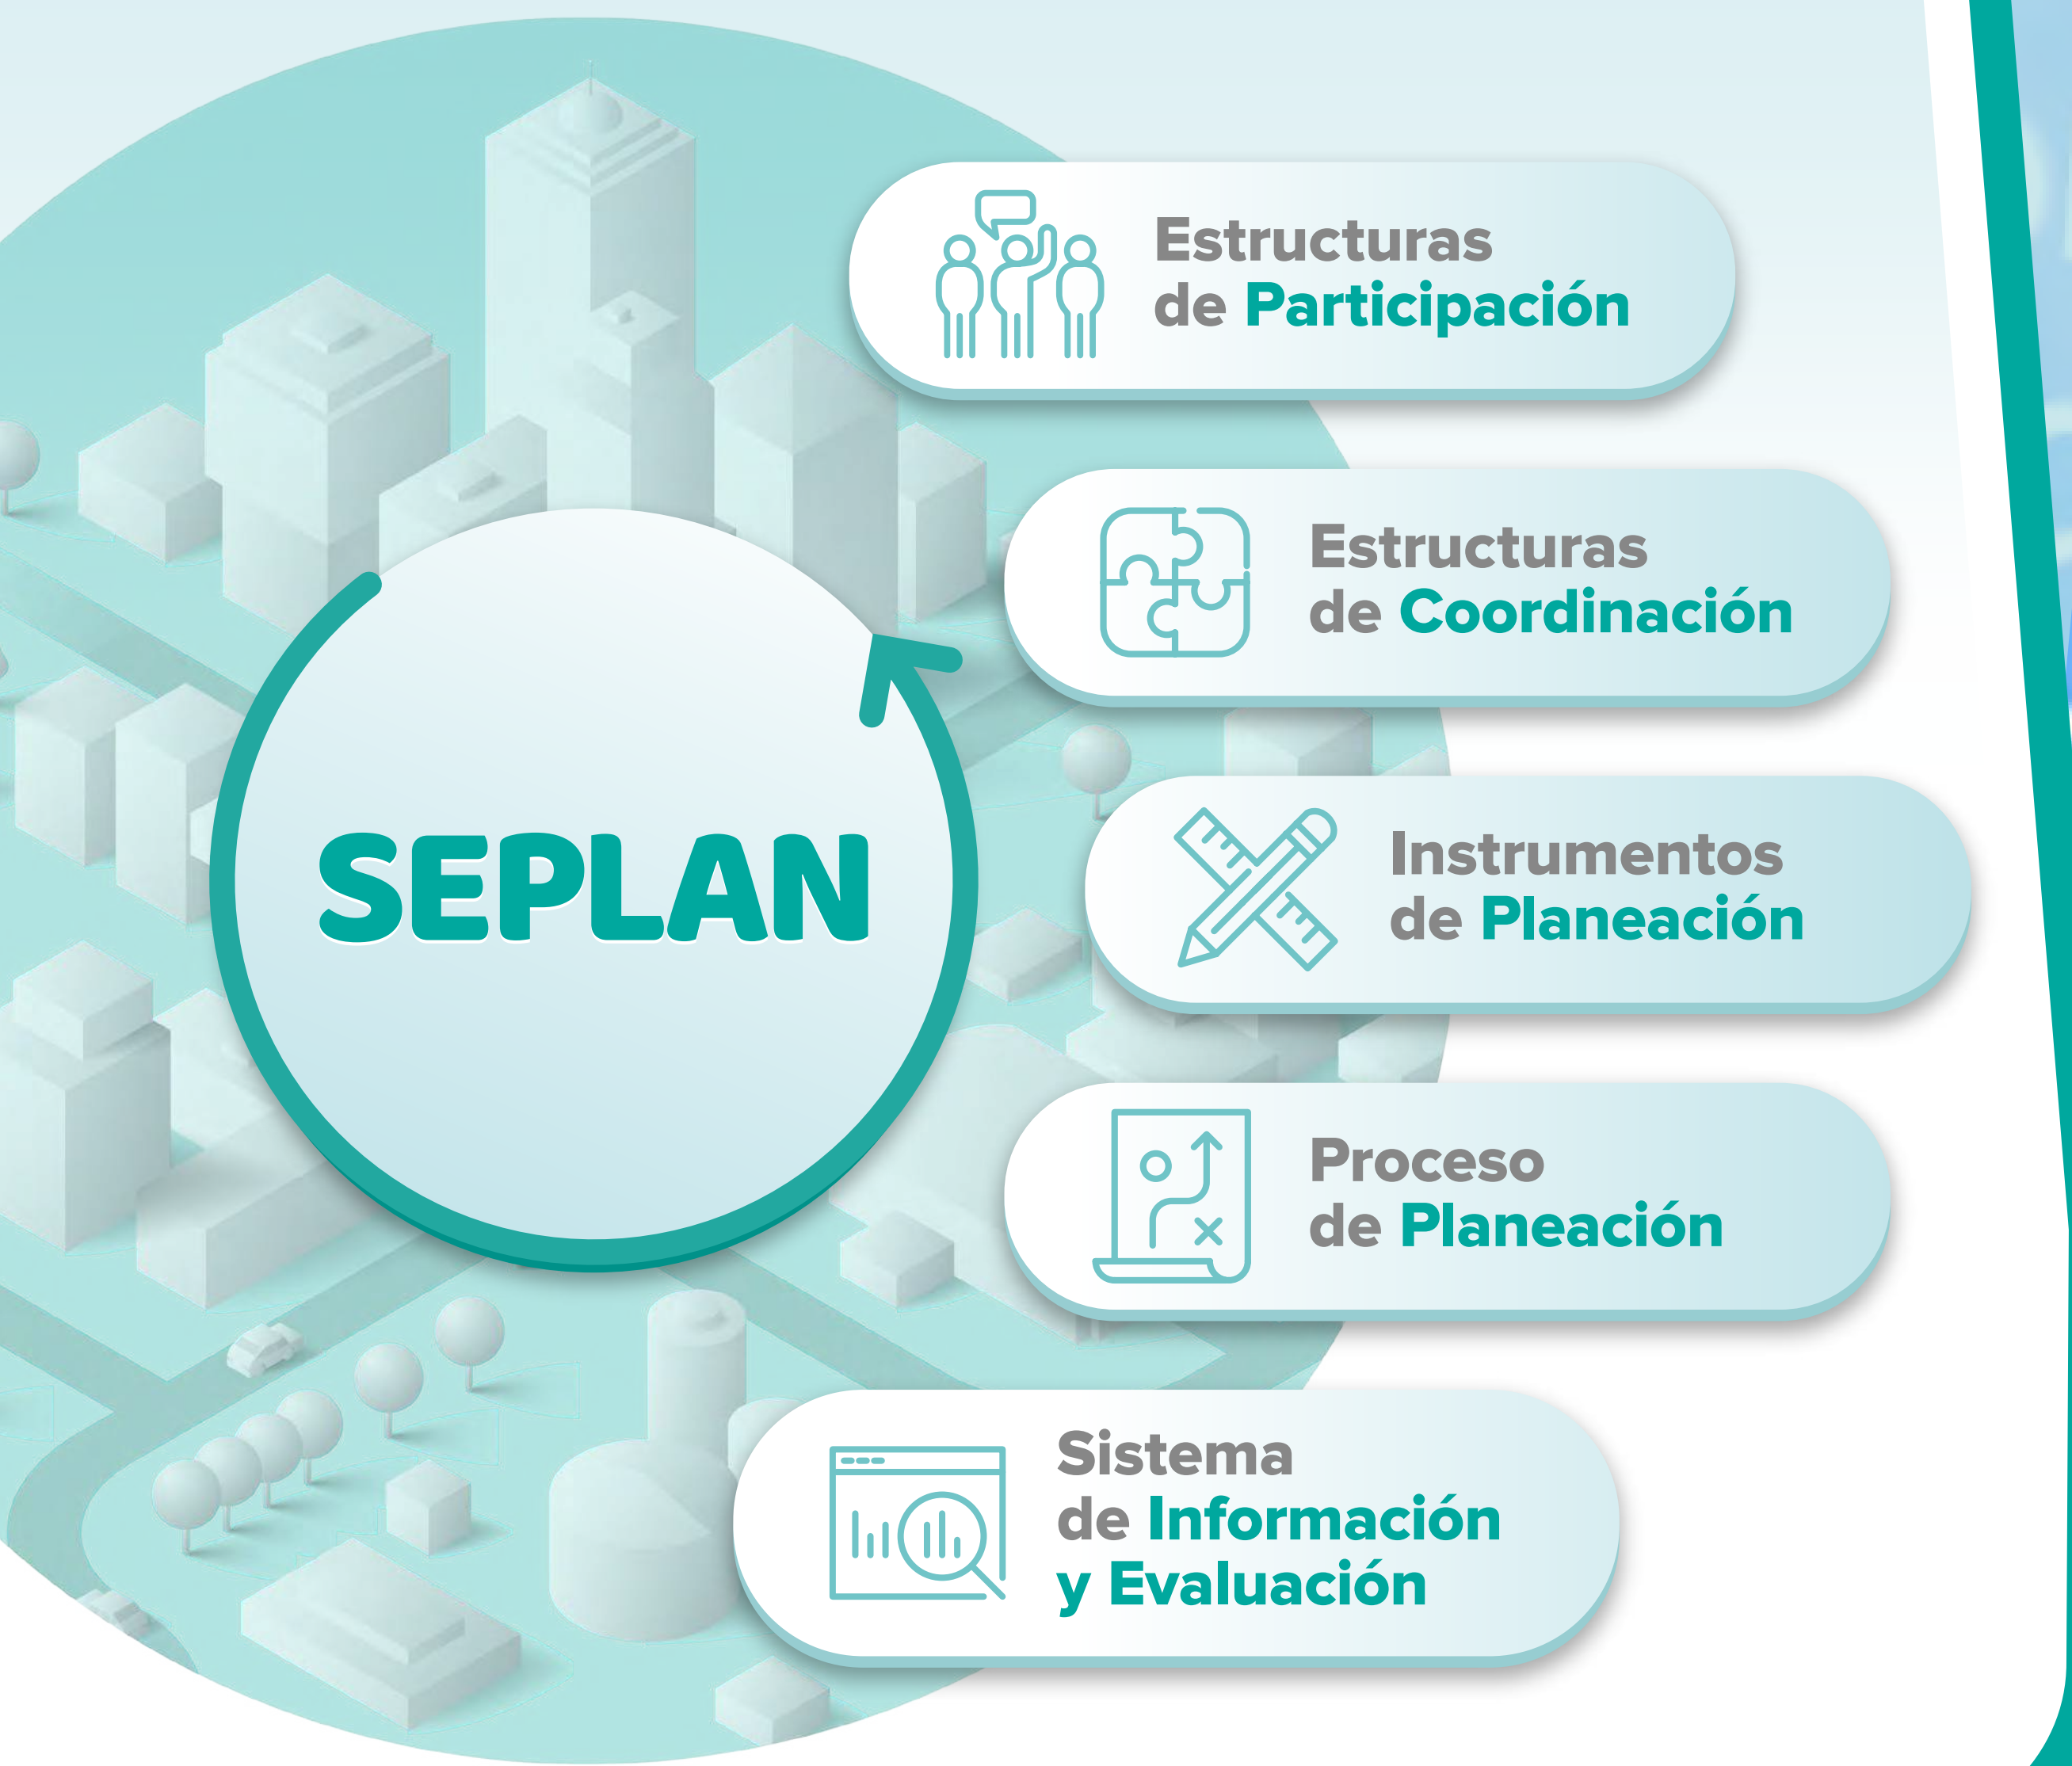 Estructuras
de Participación
Estructuras
de Coordinación
SEPLAN
Instrumentos
de Planeación
Proceso
de Planeación
Sistema
de Información
y Evaluación